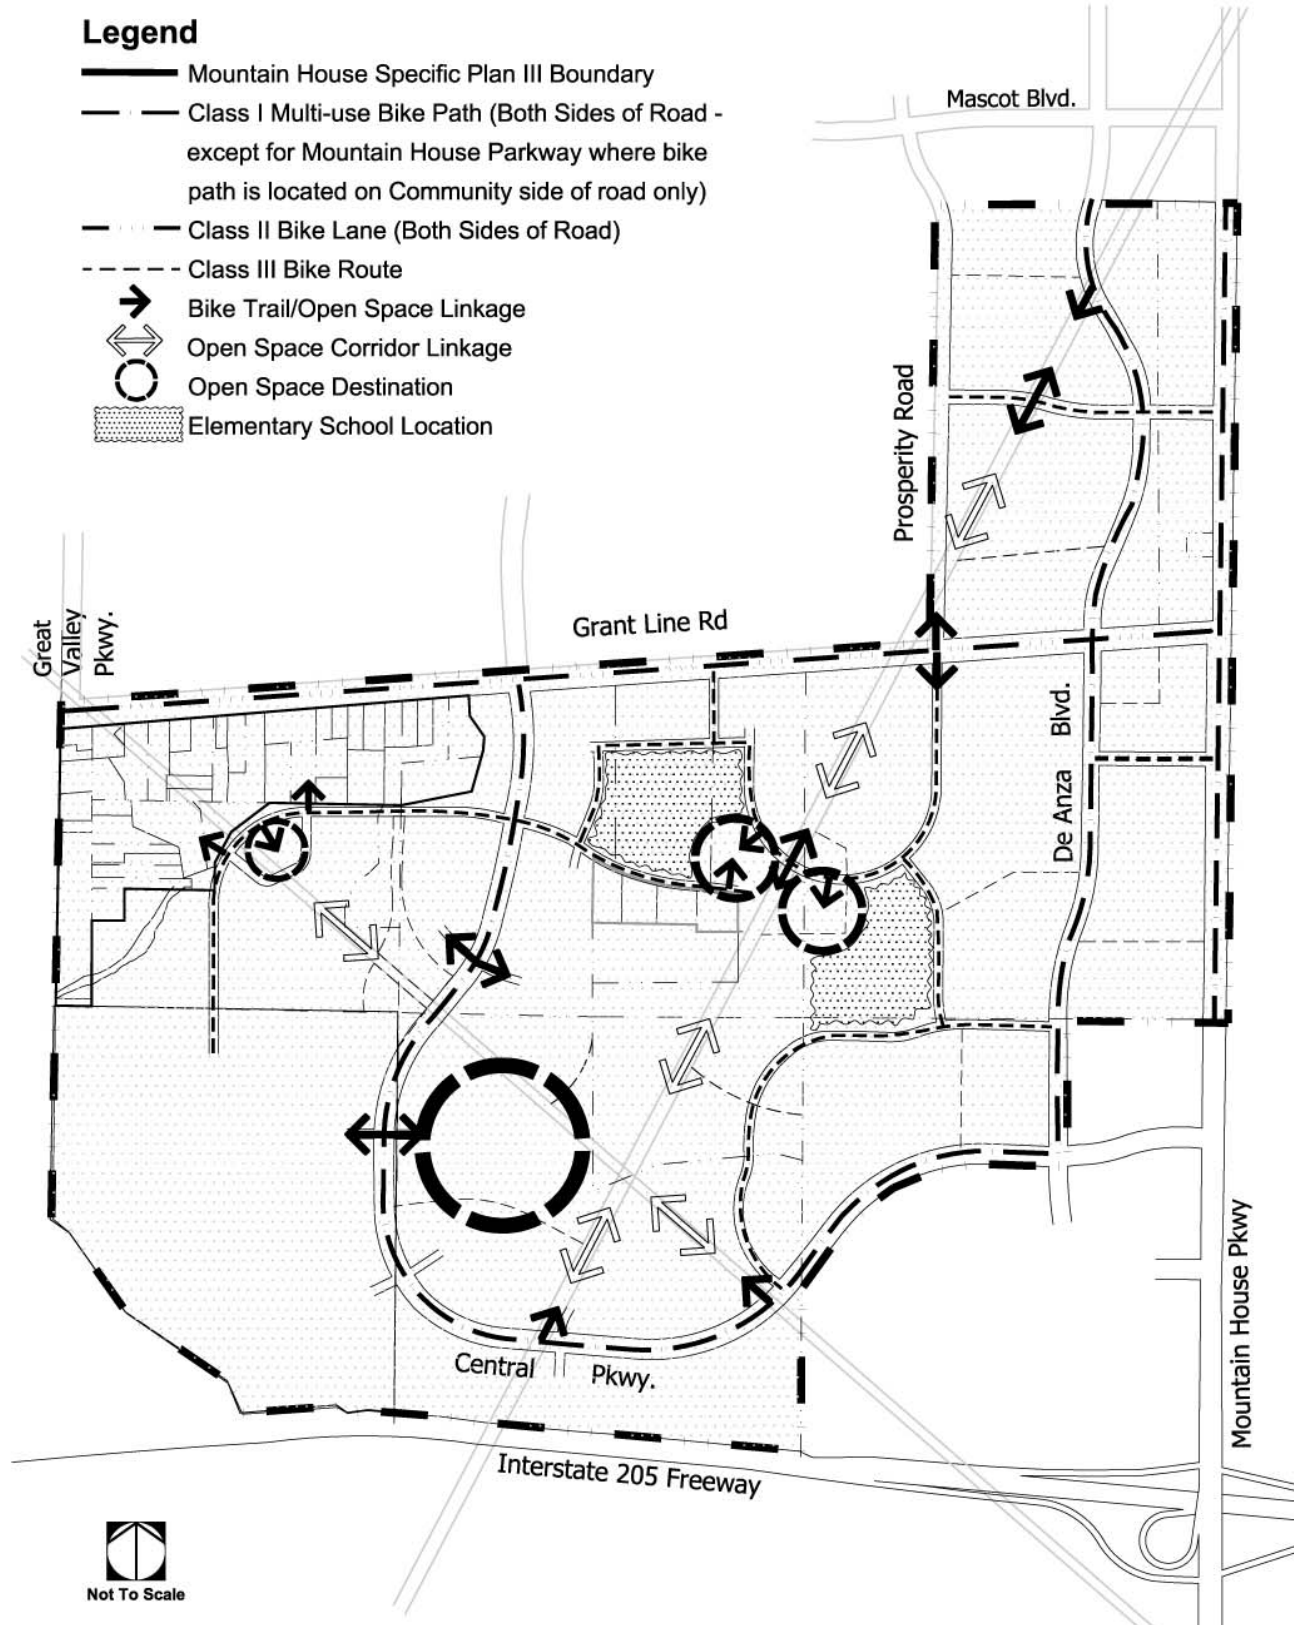 Legend
Mountain House Specific Plan III Boundary
Class I Multi-use Bike Path (Both Sides of Road -
except for Mountain House Parkway where bike
path is located on Community side of road only)
Class II Bike Lane (Both Sides of Road)
Class III Bike Route
Bike Trail/Open Space Linkage
Open Space Corridor Linkage
Open Space Destination
Elementary School Location
Mascot Blvd.
Prosperity Road
Grant Line Rd
Great
Valley
Pkwy.
De Anza Blvd.
Central Pkwy.
Mountain House Pkwy
Interstate 205 Freeway
Not To Scale